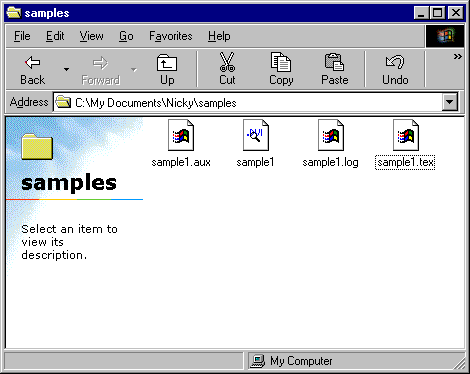 samples
File Edit View Go Favorites Help
Back Forward Up Cut Copy Paste Undo »
Address C:\My Documents\Nicky\samples
.DVI
sample1.aux sample1 sample1.log sample1.tex
samples
Select an item to
view its
description.
My Computer